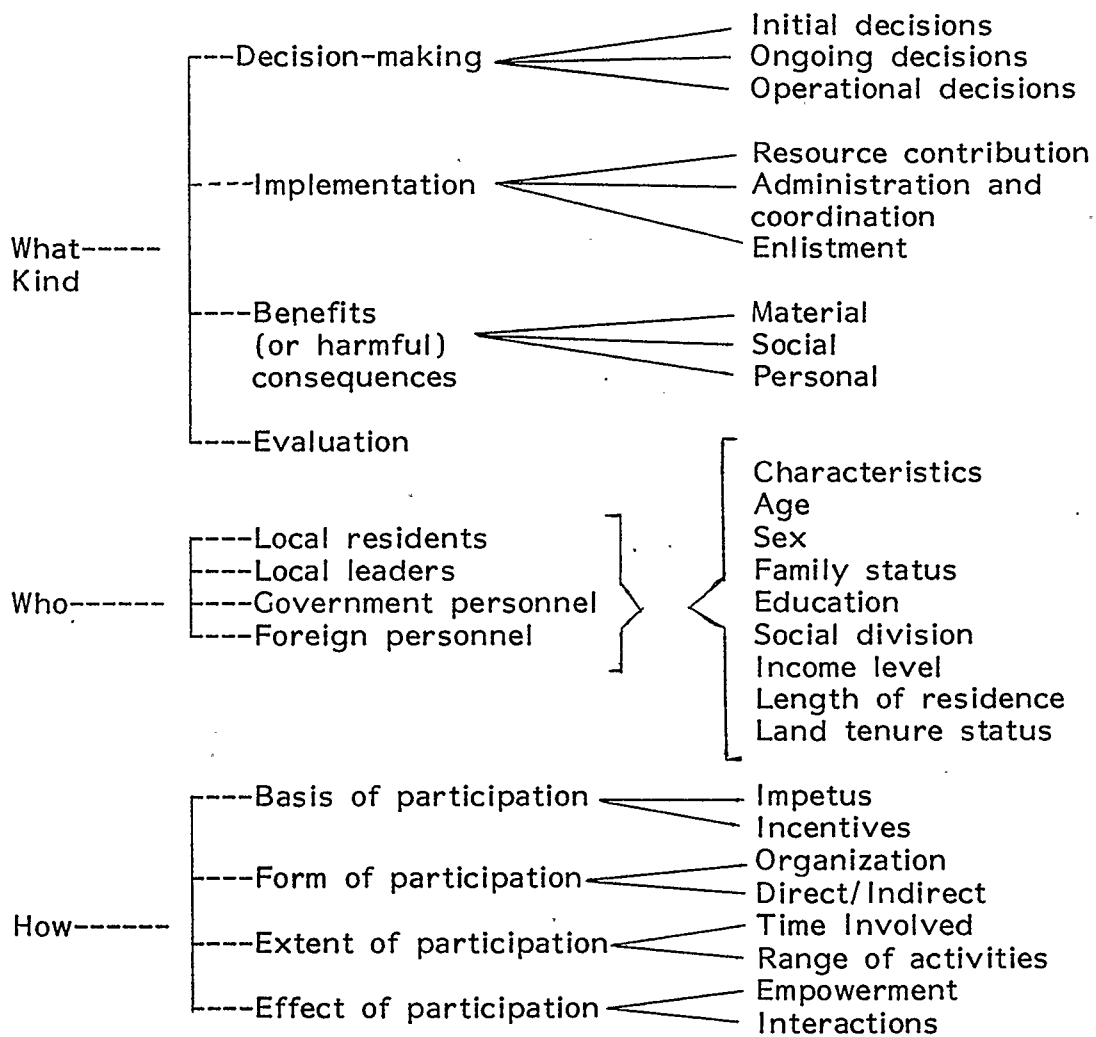 Decision-making
Initial decisions
Ongoing decisions
Operational decisions
Implementation
Resource contribution
Administration and
coordination
Enlistment
What
Kind
Benefits
(or harmful)
consequences
Material
Social
Personal
Evaluation
Who
Local residents
Local leaders
Government personnel
Foreign personnel
Characteristics
Age
Sex
Family status
Education
Social division
Income level
Length of residence
Land tenure status
How
Basis of participation
Impetus
Incentives
Form of participation
Organization
Direct/Indirect
Extent of participation
Time Involved
Range of activities
Effect of participation
Empowerment
Interactions